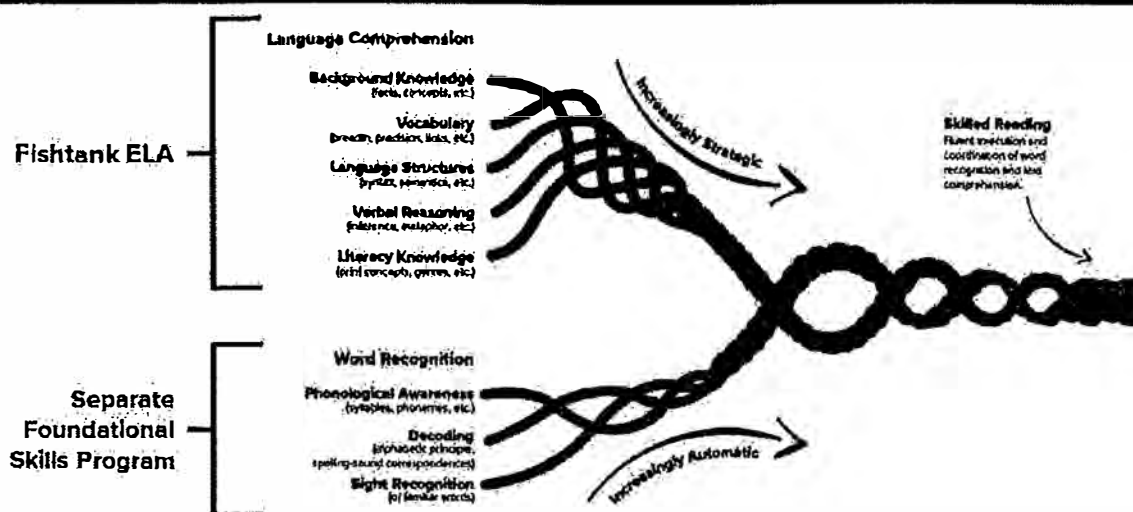 Language Comprehension
Background Knowledge
(facts, concepts, etc.)
Vocabulary
(breadth, precision, links, etc.)
Language Structures
(syntax, semantics, etc.)
Verbal Reasoning
(inference, metaphor, etc.)
Literacy Knowledge
(print concepts, genres, etc.)
Fishtank ELA
Increasingly Strategic
Skilled Reading
Fluent execution and
coordination of word
recognition and text
comprehension.
Word Recognition
Phonological Awareness
(syllables, phonemes, etc.)
Decoding
(alphabetic principle,
spelling-sound correspondences)
Sight Recognition
(of familiar words)
Separate
Foundational
Skills Program
Increasingly Automatic